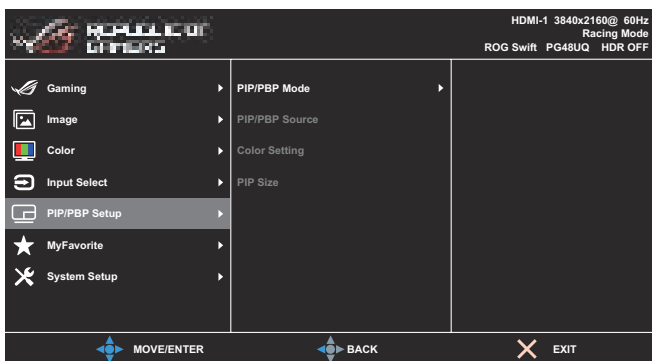 REPUBLIC OF
GAMERS
HDMI-1 3840x2160@ 60Hz
Racing Mode
ROG Swift PG48UQ HDR OFF
Gaming
PIP/PBP Mode
Image
PIP/PBP Source
Color
Color Setting
Input Select
PIP Size
PIP/PBP Setup
MyFavorite
System Setup
MOVE/ENTER
BACK
EXIT